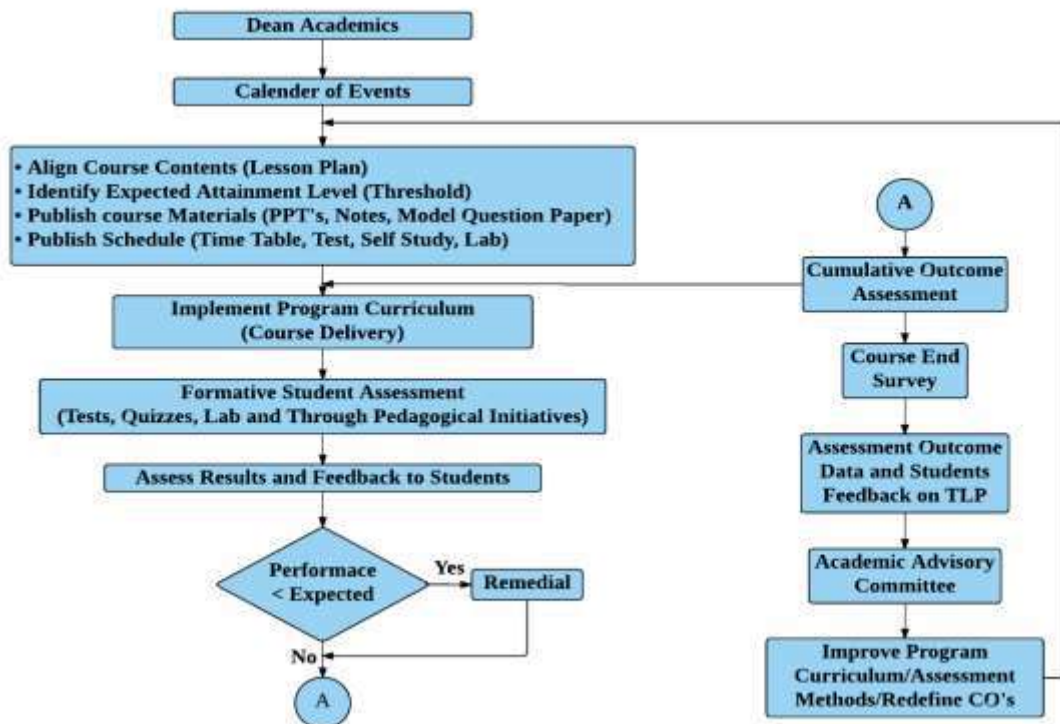 Dean Academics
Calender of Events
• Align Course Contents (Lesson Plan)
• Identify Expected Attainment Level (Threshold)
• Publish course Materials (PPT's, Notes, Model Question Paper)
• Publish Schedule (Time Table, Test, Self Study, Lab)
Implement Program Curriculum
(Course Delivery)
Formative Student Assessment
(Tests, Quizzes, Lab and Through Pedagogical Initiatives)
Assess Results and Feedback to Students
Performace
< Expected
Yes
Remedial
No
A
A
Cumulative Outcome
Assessment
Course End
Survey
Assessment Outcome
Data and Students
Feedback on TLP
Academic Advisory
Committee
Improve Program
Curriculum/Assessment
Methods/Redefine CO's